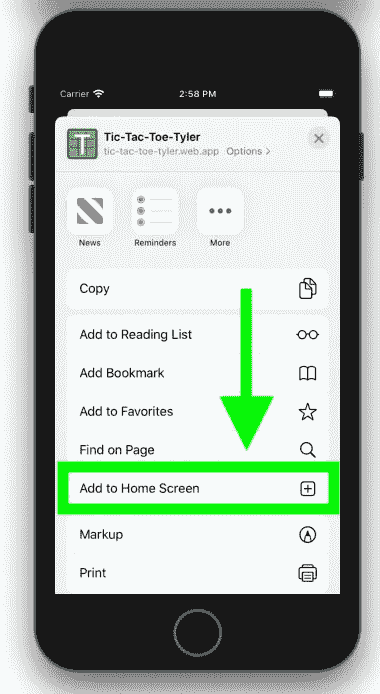 Carrier 2:58 PM
T
Tic-Tac-Toe-Tyler
tic-tac-toe-tyler.web.app Options >
News Reminders More
Copy
Add to Reading List
Add Bookmark
Add to Favorites
Find on Page
Add to Home Screen
Markup
Print